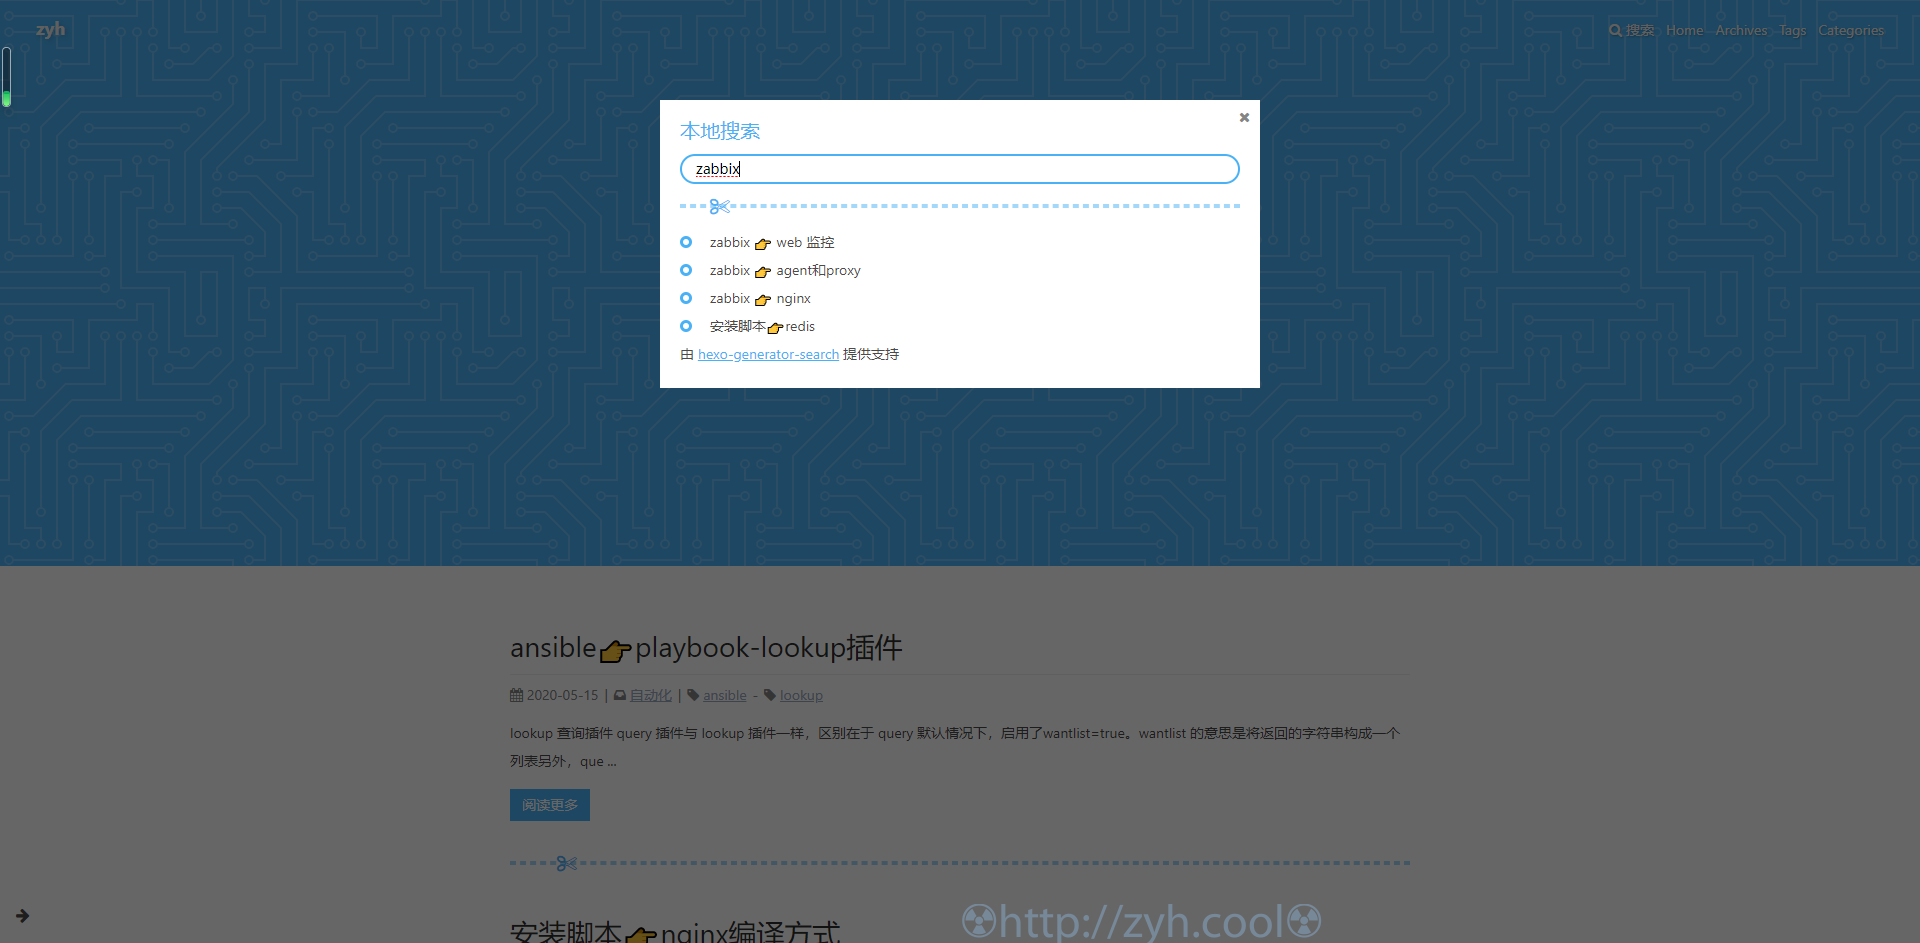 zyh
搜索 Home Archives Tags Categories
本地搜索
zabbix
zabbix 👉 web 监控
zabbix 👉 agent和proxy
zabbix 👉 nginx
安装脚本👉redis
由 hexo-generator-search 提供支持
ansible👉playbook-lookup插件
2020-05-15 | 自动化 | ansible - lookup
lookup 查询插件 query 插件与 lookup 插件一样，区别在于 query 默认情况下，启用了wantlist=true。wantlist 的意思是将返回的字符串构成一个
列表另外，que ...
阅读更多
安装脚本👉nginx编译方式
☢http://zyh.cool☢